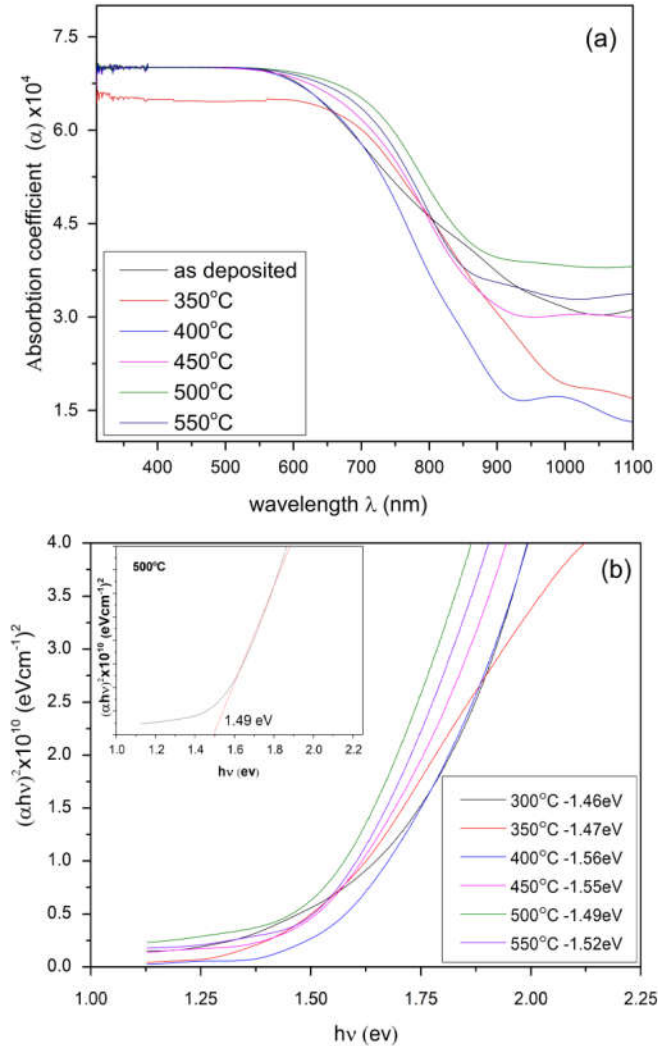 (a)
7.5
6.0
4.5
3.0
1.5
Absorbtion coefficient (α) x10⁴
as deposited
350°C
400°C
450°C
500°C
550°C
400 500 600 700 800 900 1000 1100
wavelength λ (nm)
(b)
4.0
3.5
3.0
2.5
2.0
1.5
1.0
0.5
0.0
(αhν)²x10¹⁰ (eVcm⁻¹)²
500°C
(αhν)²x10¹⁰ (eVcm⁻¹)²
1.49 eV
1.0 1.2 1.4 1.6 1.8 2.0 2.2
hν (ev)
300°C -1.46eV
350°C -1.47eV
400°C -1.56eV
450°C -1.55eV
500°C -1.49eV
550°C -1.52eV
1.00 1.25 1.50 1.75 2.00 2.25
hν (ev)